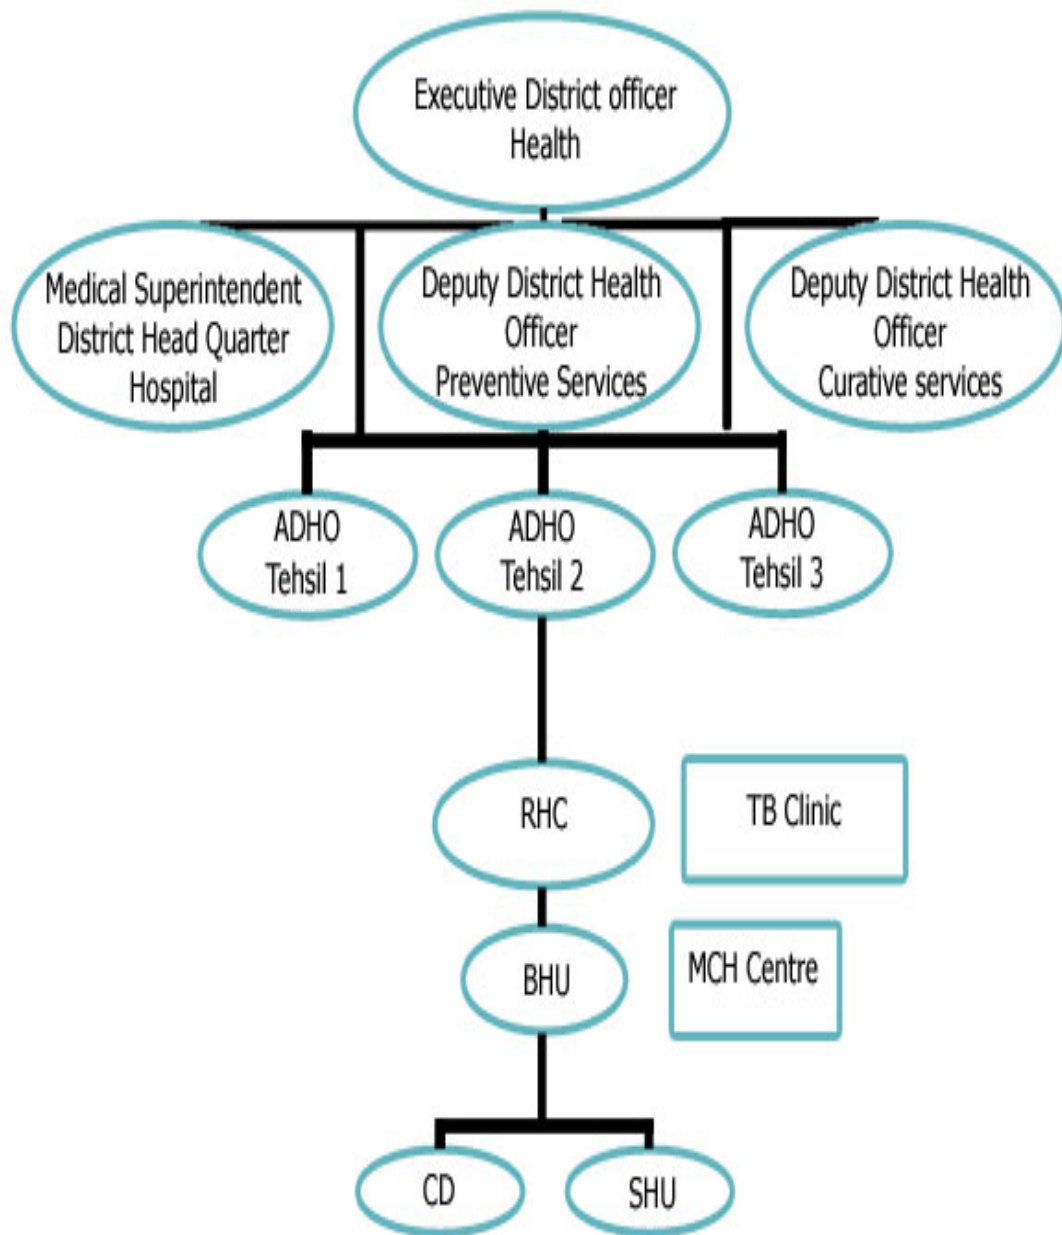 Executive District officer
Health
Medical Superintendent
District Head Quarter
Hospital
Deputy District Health
Officer
Preventive Services
Deputy District Health
Officer
Curative services
ADHO
Tehsil 1
ADHO
Tehsil 2
ADHO
Tehsil 3
RHC
TB Clinic
BHU
MCH Centre
CD
SHU